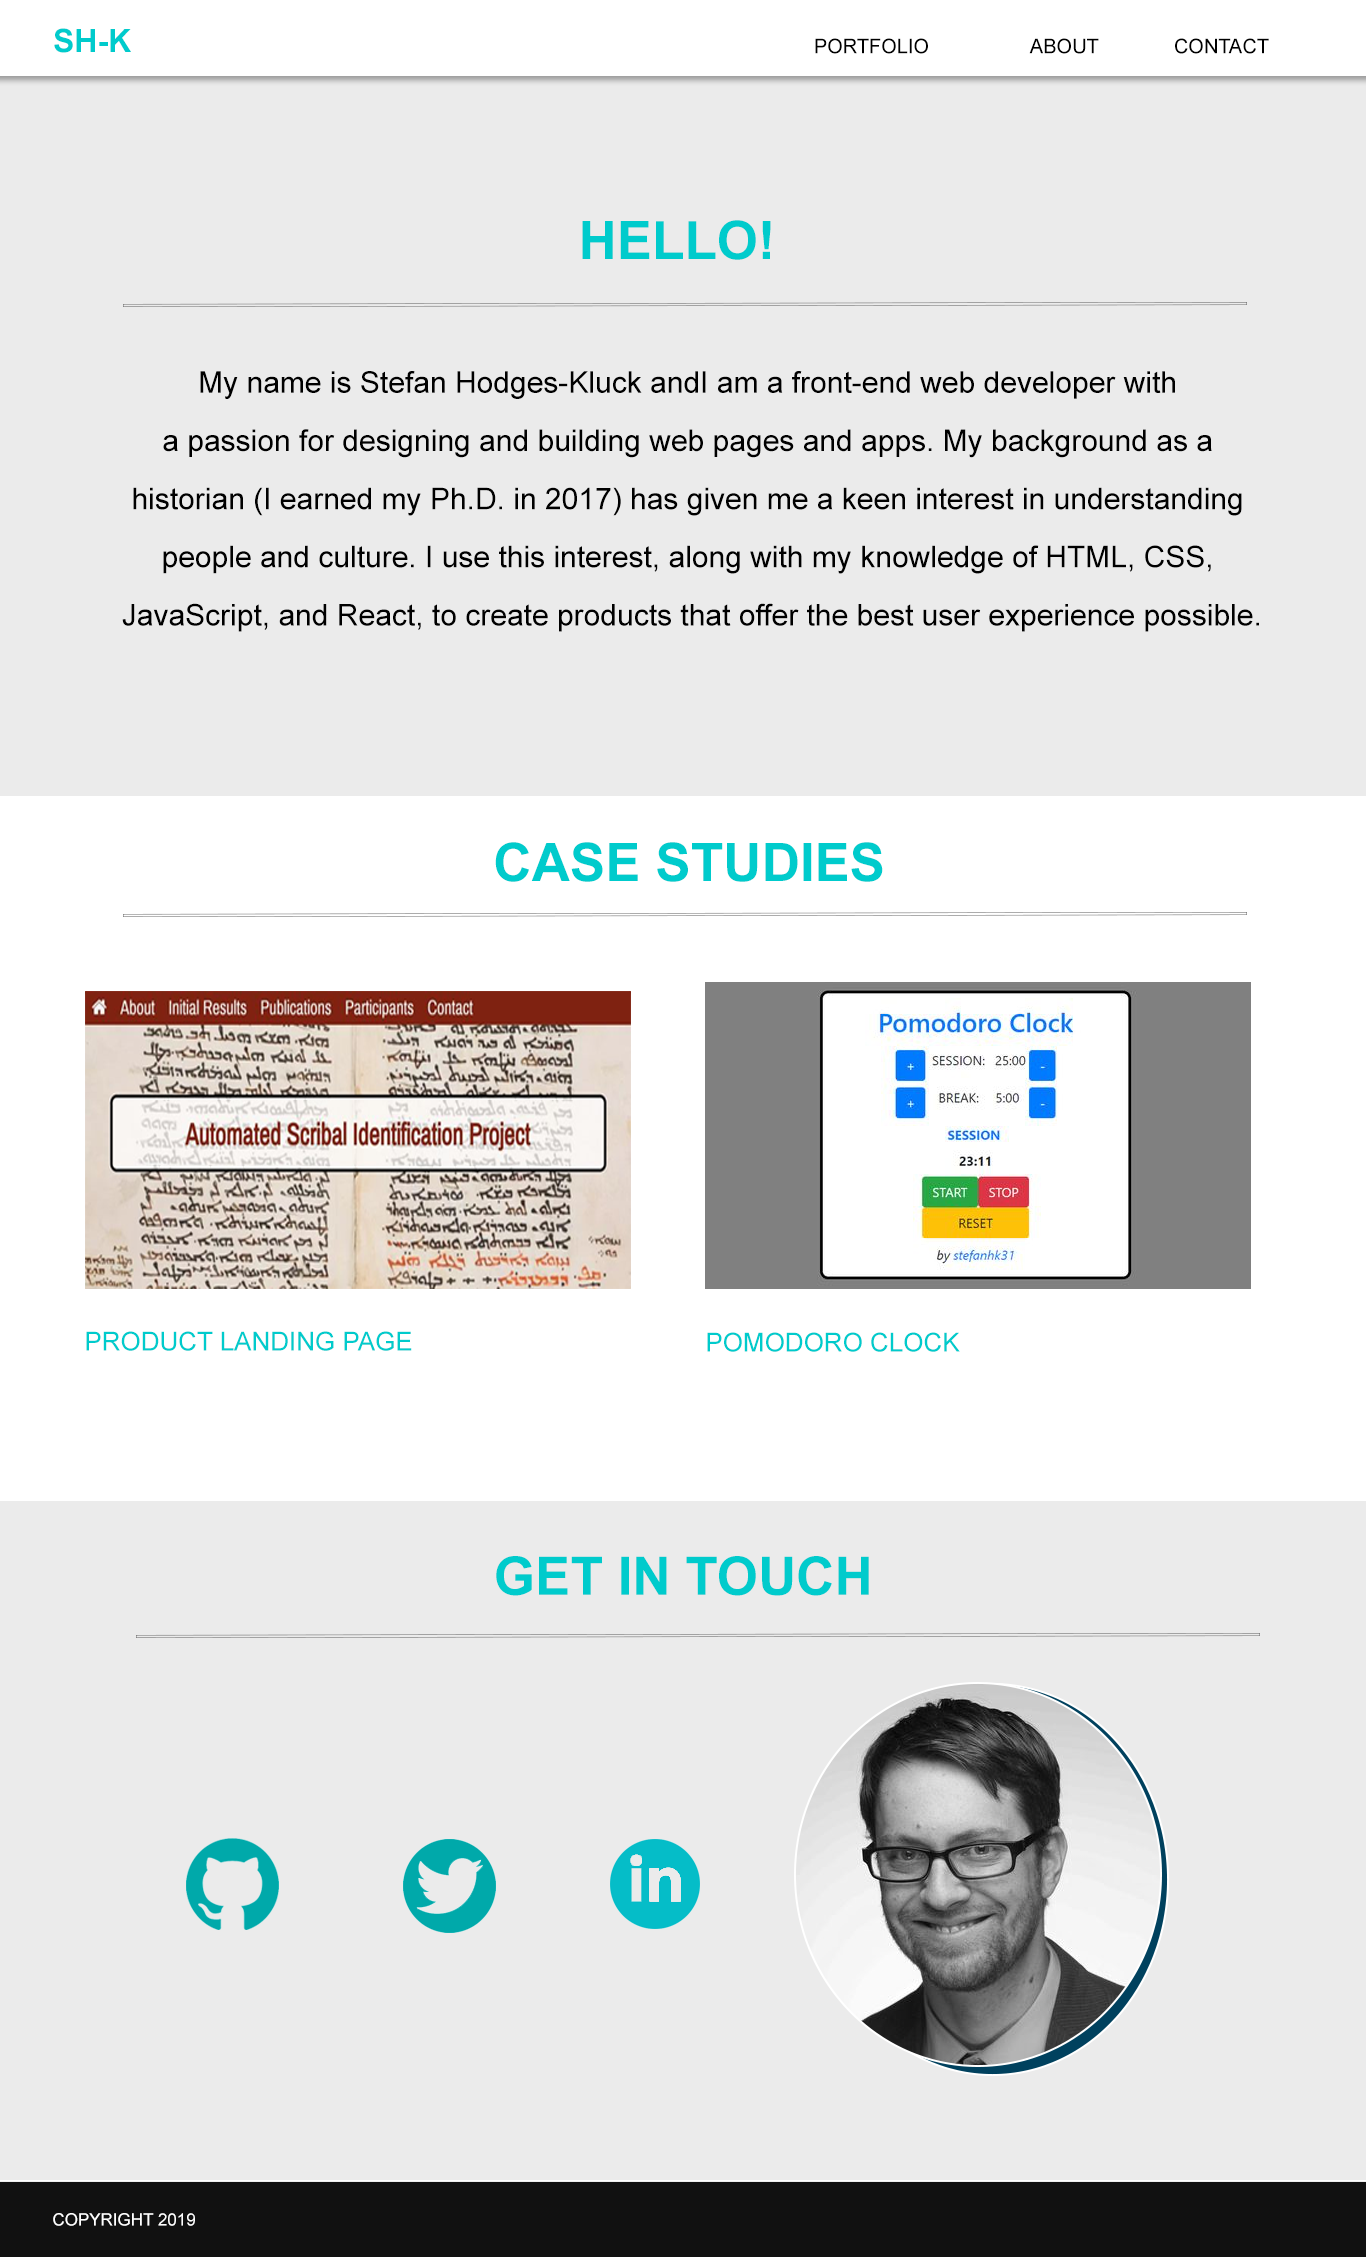 SH-K
PORTFOLIO ABOUT CONTACT
HELLO!
My name is Stefan Hodges-Kluck andI am a front-end web developer with
a passion for designing and building web pages and apps. My background as a
historian (I earned my Ph.D. in 2017) has given me a keen interest in understanding
people and culture. I use this interest, along with my knowledge of HTML, CSS,
JavaScript, and React, to create products that offer the best user experience possible.
CASE STUDIES
About Initial Results Publications Participants Contact
Automated Scribal Identification Project
PRODUCT LANDING PAGE
Pomodoro Clock
+ SESSION: 25:00 -
+ BREAK: 5:00 -
SESSION
23:11
START STOP
RESET
by stefanhk31
POMODORO CLOCK
GET IN TOUCH
in
COPYRIGHT 2019